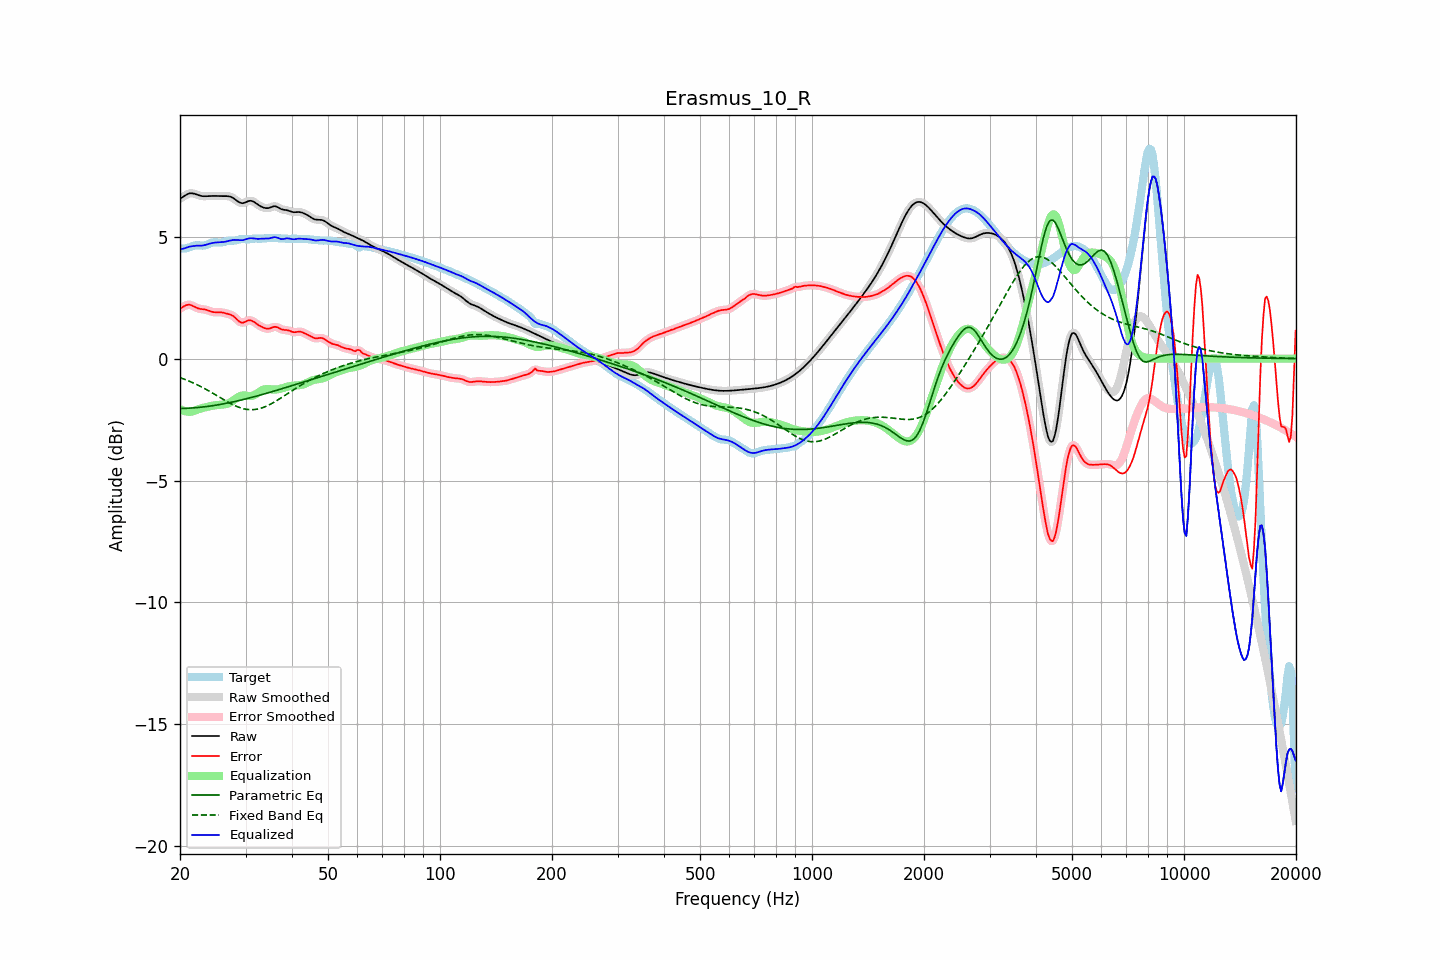 Erasmus_10_R
Amplitude (dBr)
5
0
−5
−10
−15
−20
Target
Raw Smoothed
Error Smoothed
Raw
Error
Equalization
Parametric Eq
Fixed Band Eq
Equalized
20 50 100 200 500 1000 2000 5000 10000 20000
Frequency (Hz)